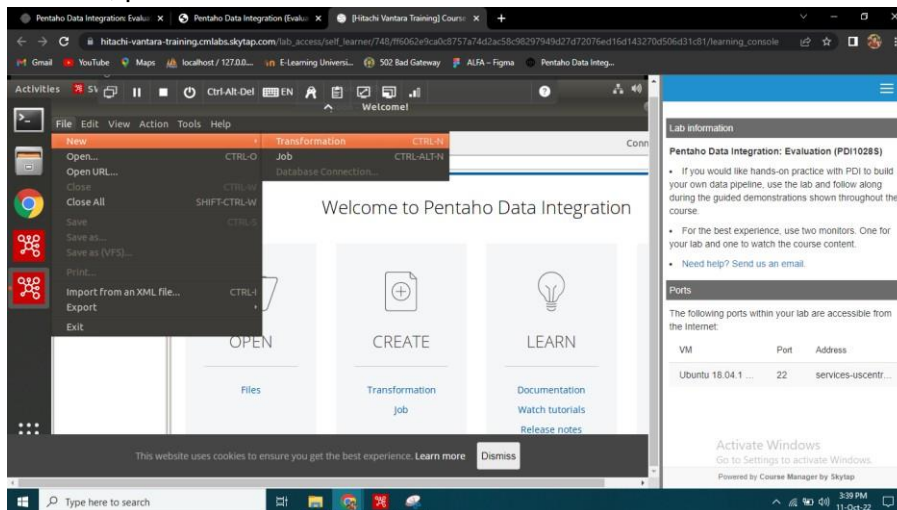 Pentaho Data Integration: Evalua
Pentaho Data Integration (Evalua
[Hitachi Vantara Training] Course
hitachi-vantara-training.cmlabs.skytap.com/lab_access/self_learner/748/ff6062e9ca0c8757a74d2ac58c98297949d27d72076ed16d143270d506d31c81/learning_console
Gmail YouTube Maps localhost / 127.0.0.... E-Learning Universi... 502 Bad Gateway ALFA – Figma Pentaho Data Integ...
Activities Ctrl-Alt-Del EN
Welcome!
File Edit View Action Tools Help
New
Open... CTRL-O
Open URL...
Close CTRL-W
Close All SHIFT-CTRL-W
Save CTRL-S
Save as...
Save as (VFS)...
Print...
Import from an XML file... CTRL-I
Export
Exit
Transformation CTRL-N
Job CTRL-ALT-N
Database Connection...
Conn
Welcome to Pentaho Data Integration
OPEN
Files
CREATE
Transformation
Job
LEARN
Documentation
Watch tutorials
Release notes
This website uses cookies to ensure you get the best experience. Learn more Dismiss
Lab information
Pentaho Data Integration: Evaluation (PDI1028S)
• If you would like hands-on practice with PDI to build
your own data pipeline, use the lab and follow along
during the guided demonstrations shown throughout the
course.
• For the best experience, use two monitors. One for
your lab and one to watch the course content.
• Need help? Send us an email.
Ports
The following ports within your lab are accessible from
the Internet:
VM Port Address
Ubuntu 18.04.1 ... 22 services-uscentr...
Activate Windows
Go to Settings to activate Windows.
Powered by Course Manager by Skytap
Type here to search
3:39 PM
11-Oct-22